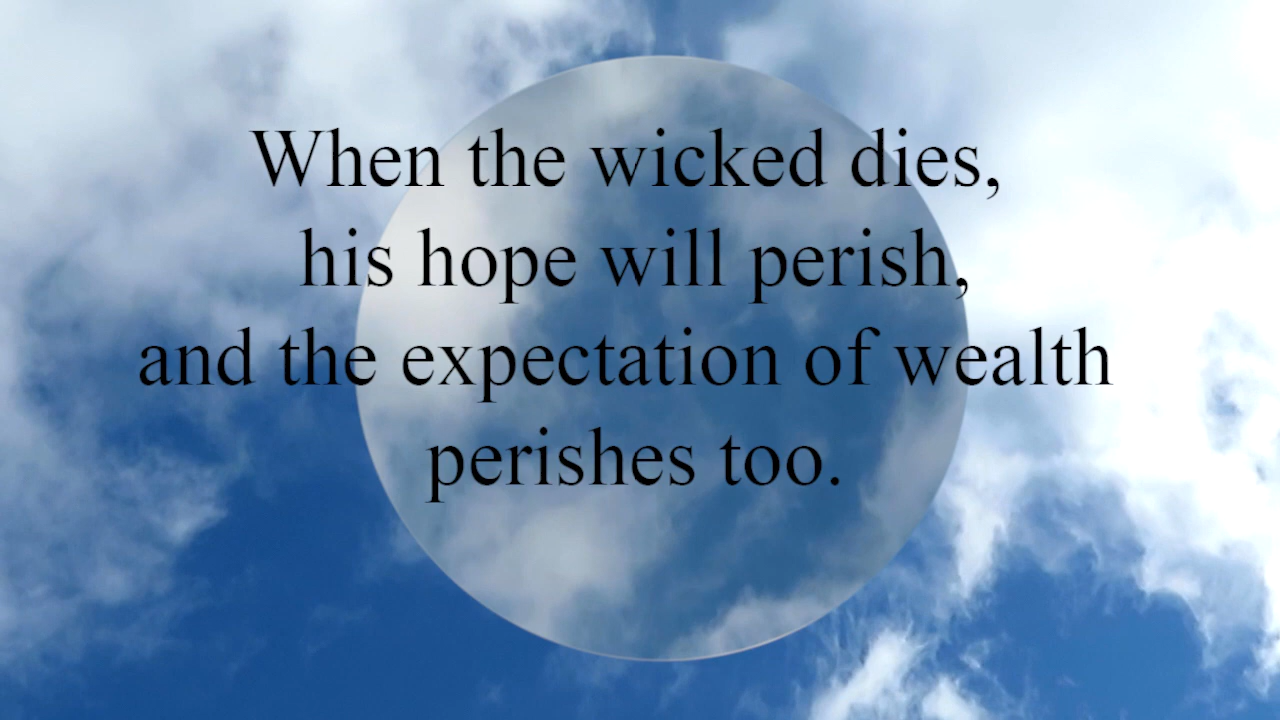 When the wicked dies,
his hope will perish,
and the expectation of wealth
perishes too.